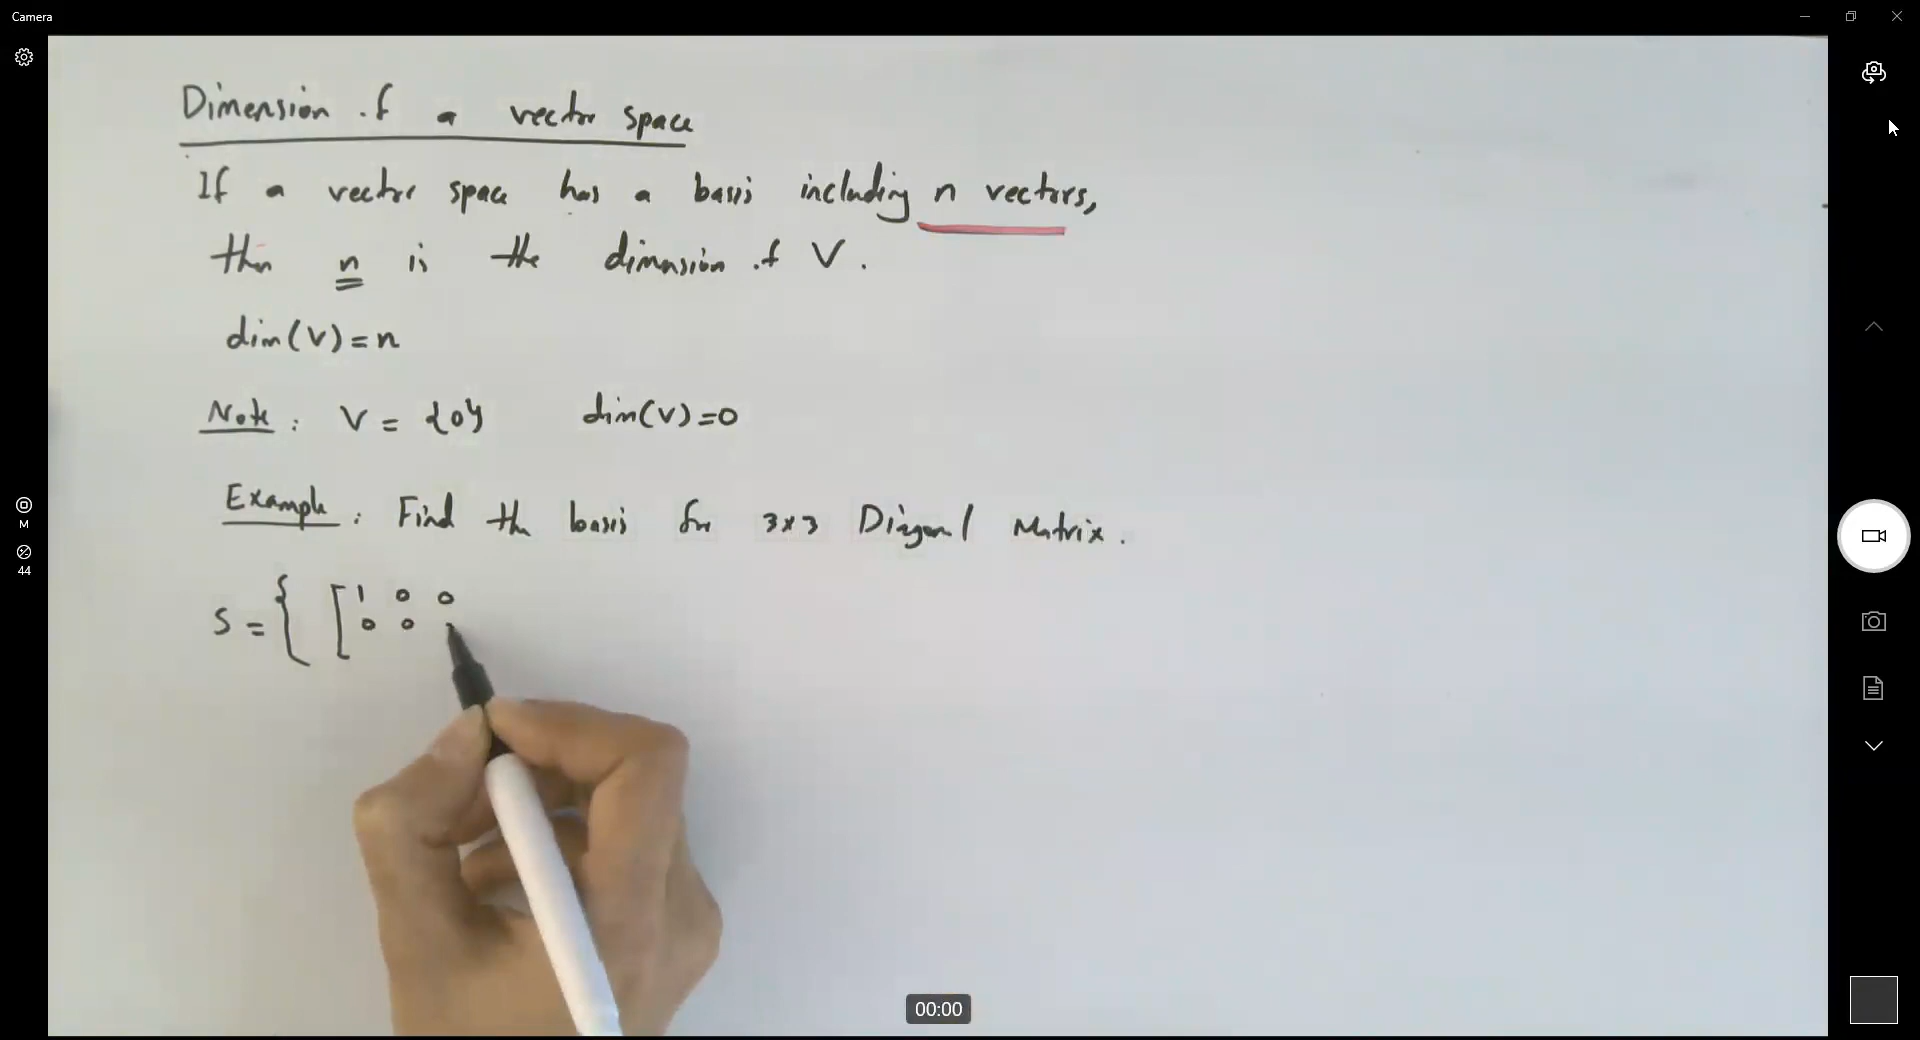 Camera
Dimension of a vector space
If a vector space has a basis including n vectors,
then n is the dimension of V.
dim(V)=n
Note: V = {0} dim(V)=0
Example: Find the basis for 3x3 Diagonal Matrix.
S = { [ 1 0 0
0 0
M
44
00:00